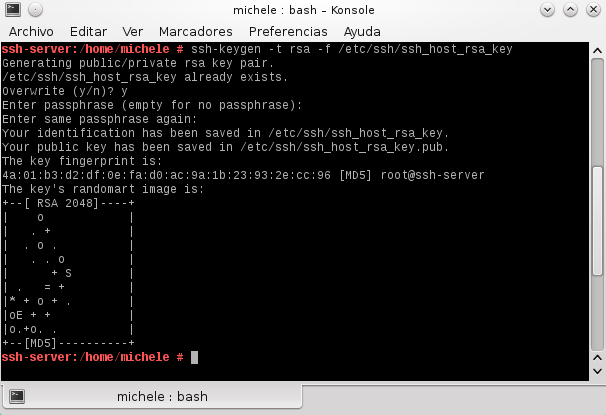 michele : bash – Konsole
Archivo Editar Ver Marcadores Preferencias Ayuda
ssh-server:/home/michele # ssh-keygen -t rsa -f /etc/ssh/ssh_host_rsa_key
Generating public/private rsa key pair.
/etc/ssh/ssh_host_rsa_key already exists.
Overwrite (y/n)? y
Enter passphrase (empty for no passphrase):
Enter same passphrase again:
Your identification has been saved in /etc/ssh/ssh_host_rsa_key.
Your public key has been saved in /etc/ssh/ssh_host_rsa_key.pub.
The key fingerprint is:
4a:01:b3:d2:df:0e:fa:d0:ac:9a:1b:23:93:2e:cc:96 [MD5] root@ssh-server
The key's randomart image is:
+--[ RSA 2048]----+
|    o            |
|   . +           |
|  . o .          |
|   . . o         |
|      + S        |
| .   = +         |
|* + o + .        |
|oE + +           |
|o.+o. .          |
+--[MD5]----------+
ssh-server:/home/michele #
michele : bash